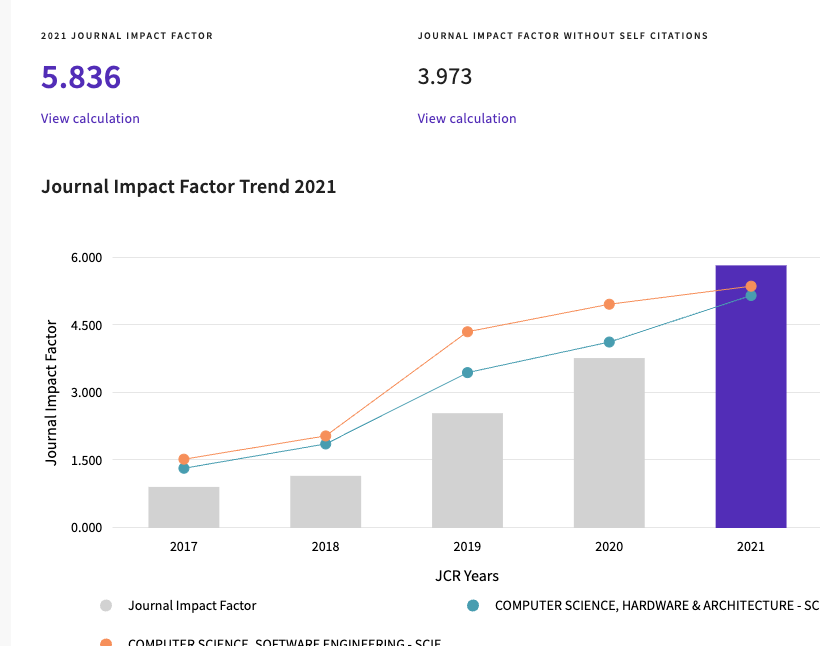 2021 JOURNAL IMPACT FACTOR
JOURNAL IMPACT FACTOR WITHOUT SELF CITATIONS
5.836
3.973
View calculation
View calculation
Journal Impact Factor Trend 2021
6.000
4.500
3.000
1.500
0.000
Journal Impact Factor
2017 2018 2019 2020 2021
JCR Years
Journal Impact Factor
COMPUTER SCIENCE, HARDWARE & ARCHITECTURE - SC
COMPUTER SCIENCE, SOFTWARE ENGINEERING - SCIE